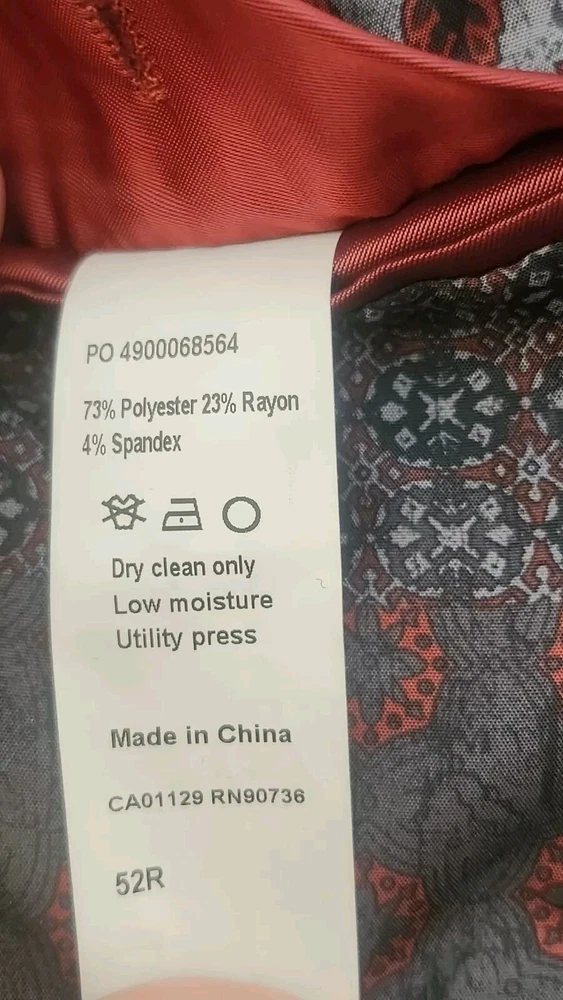 PO 4900068564
73% Polyester 23% Rayon
4% Spandex
Dry clean only
Low moisture
Utility press
Made in China
CA01129 RN90736
52R